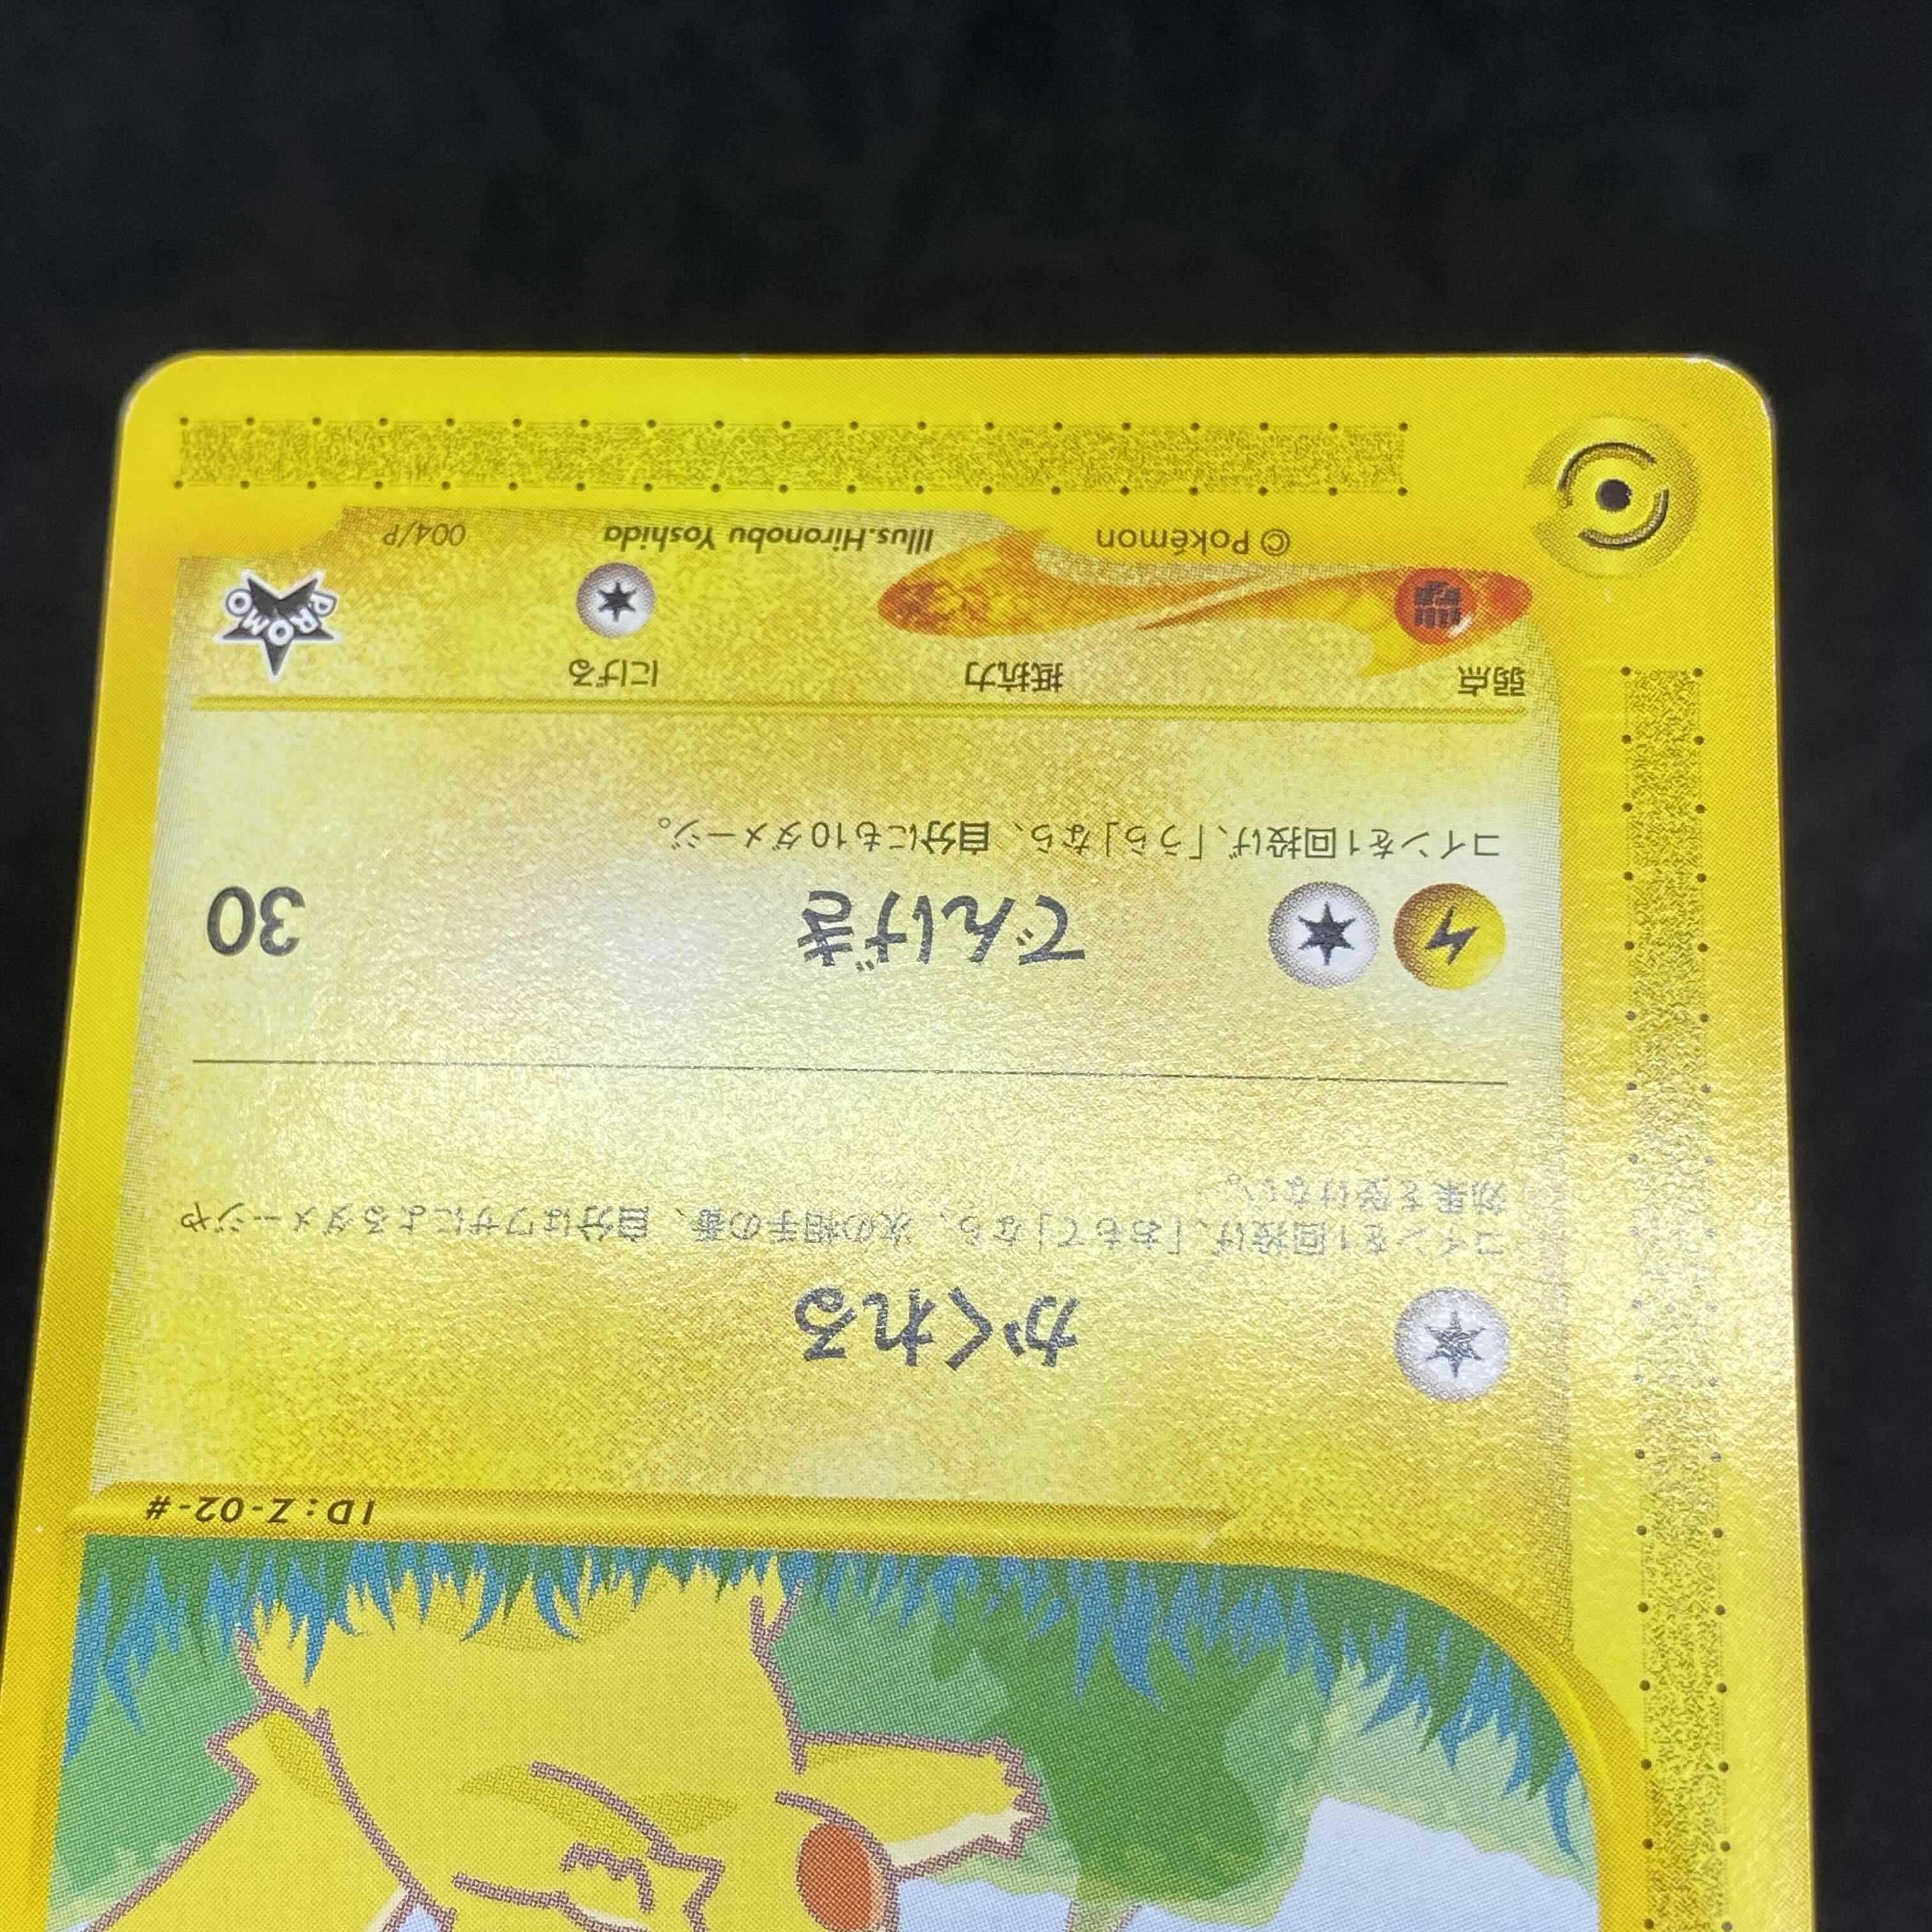 ID:Z-02-#
かくれる
コインを1回投げ、「おもて」なら、次の相手の番、自分はワザによるダメージや
効果を受けない。
でんげき 30
コインを1回投げ、「うら」なら、自分にも10ダメージ。
弱点 抵抗力 にげる
PROMO
©Pokémon Illus.Hironobu Yoshida 004/P